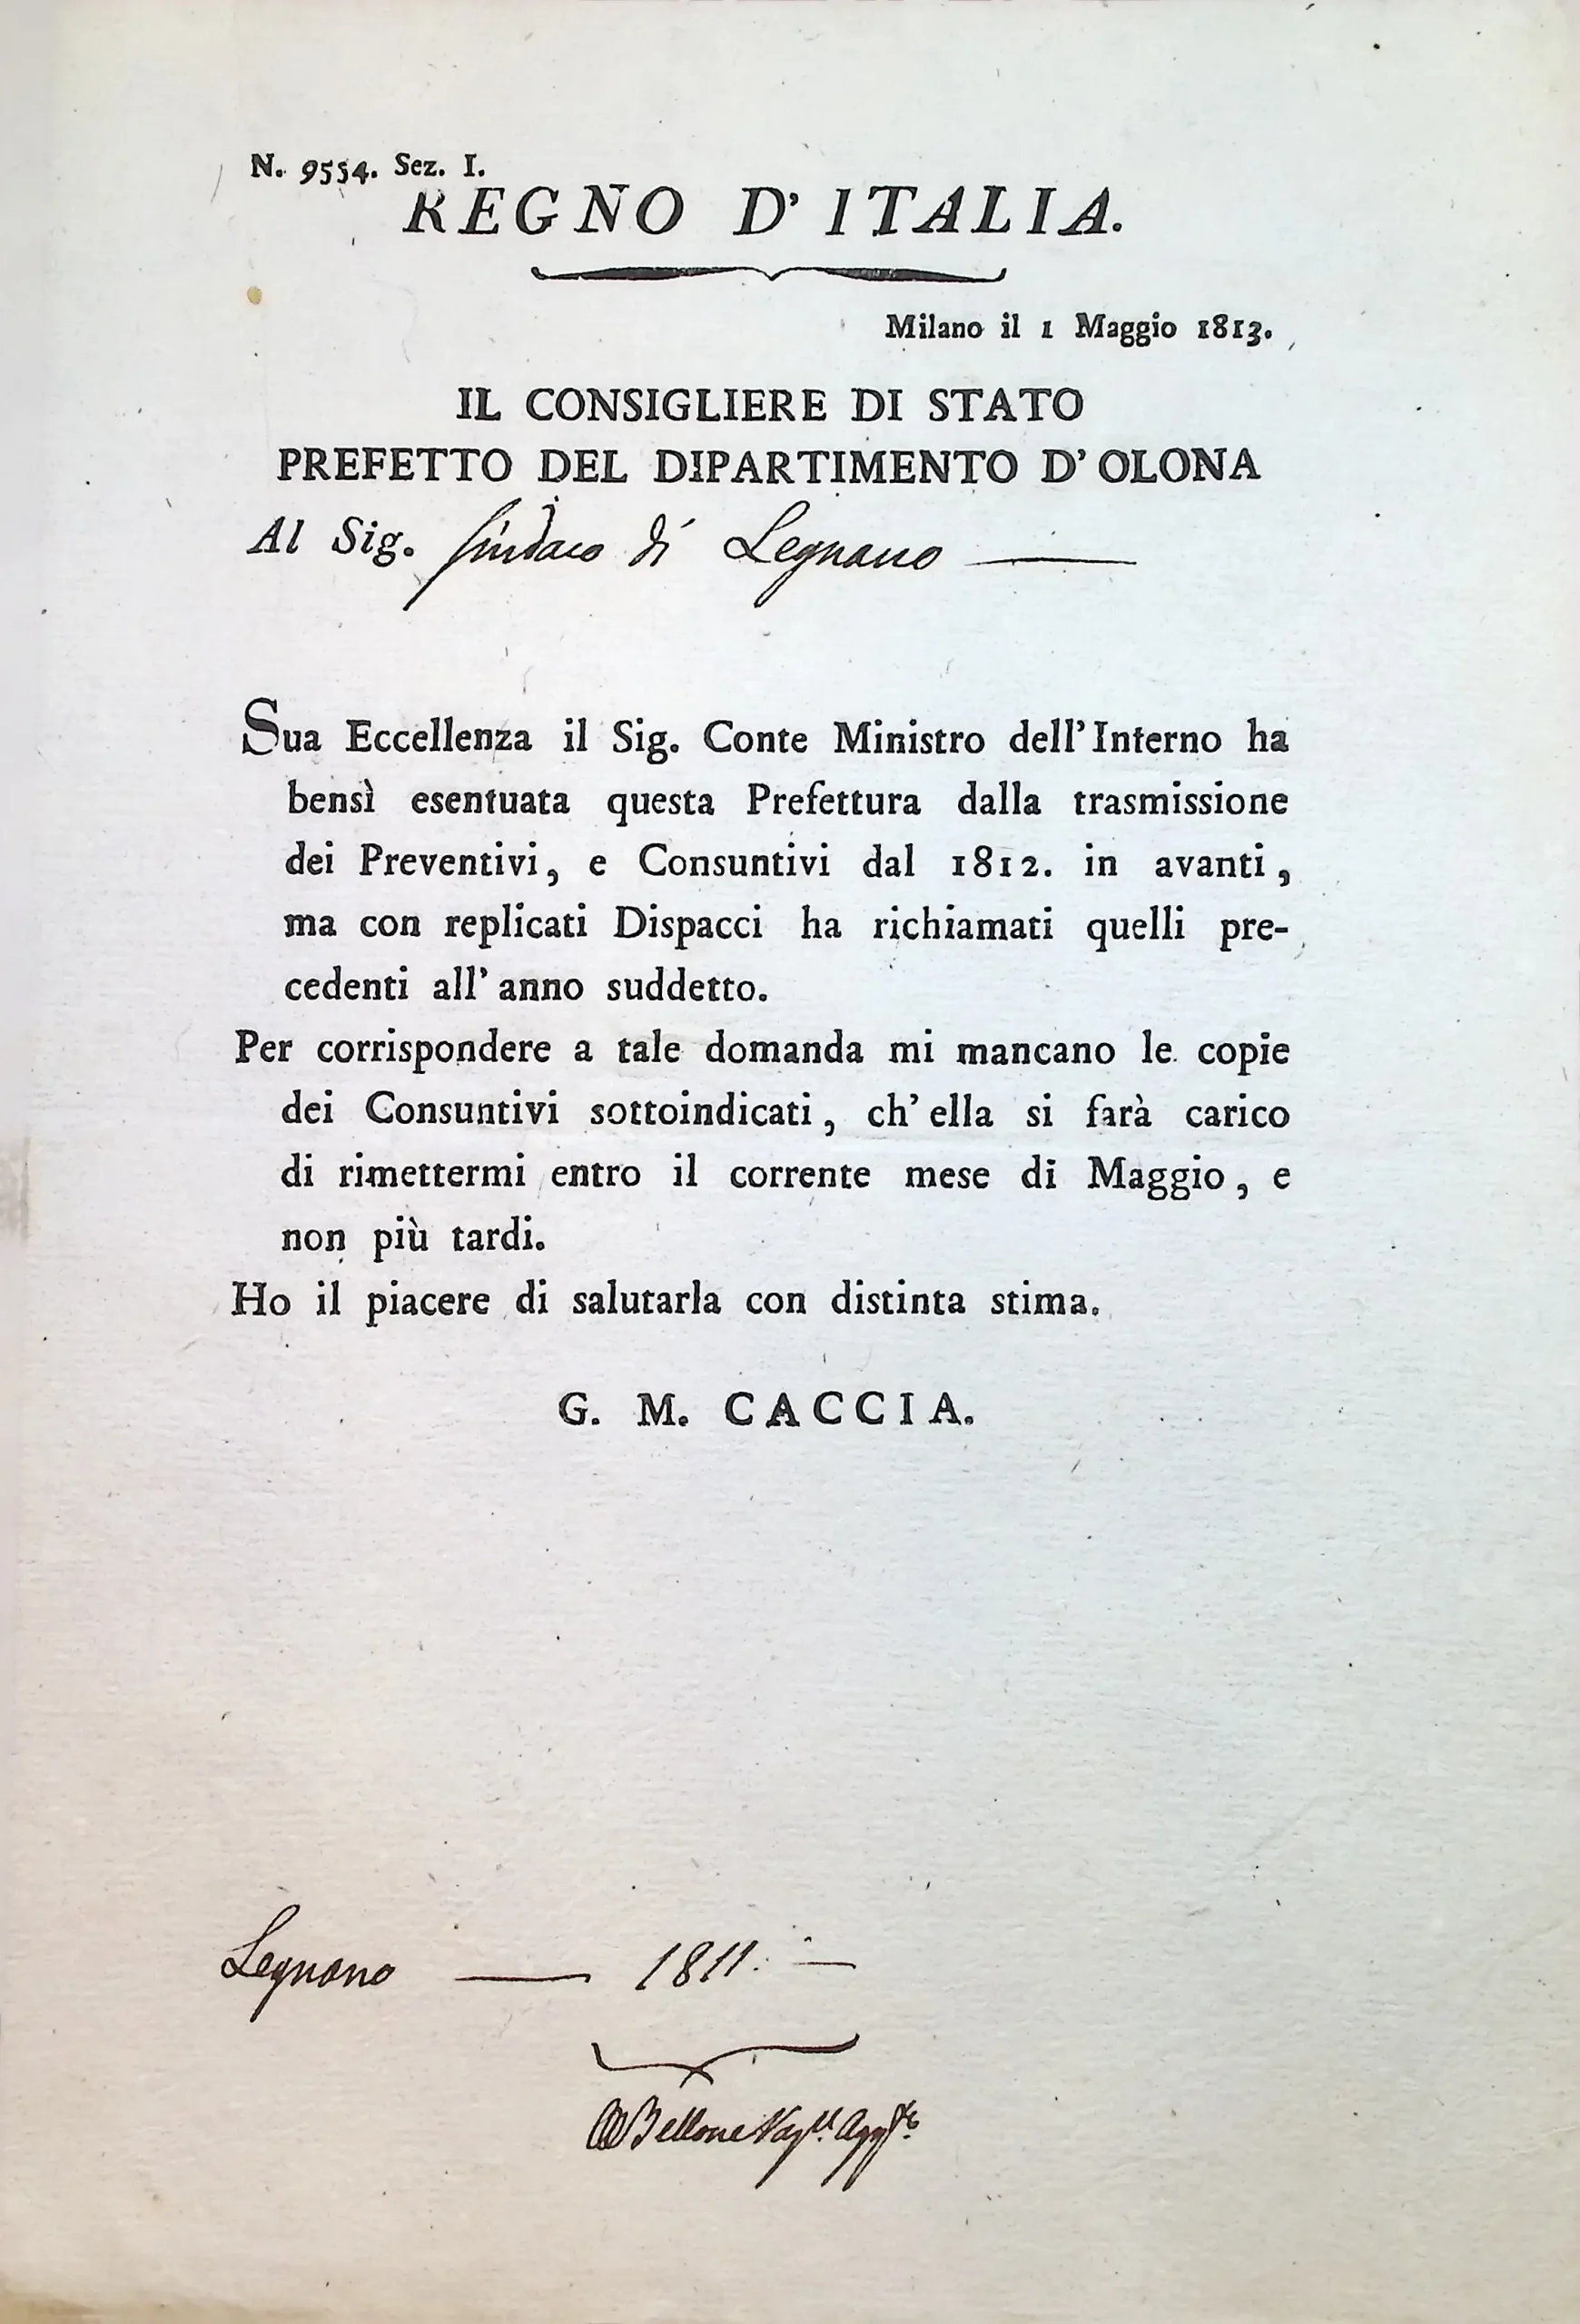 N. 9554. Sez. I.
REGNO D' ITALIA.
Milano il 1 Maggio 1813.
IL CONSIGLIERE DI STATO
PREFETTO DEL DIPARTIMENTO D' OLONA
Al Sig. Sindaco di Legnano
Sua Eccellenza il Sig. Conte Ministro dell' Interno ha
bensì esentuata questa Prefettura dalla trasmissione
dei Preventivi, e Consuntivi dal 1812. in avanti,
ma con replicati Dispacci ha richiamati quelli pre-
cedenti all' anno suddetto.
Per corrispondere a tale domanda mi mancano le copie
dei Consuntivi sottoindicati, ch' ella si farà carico
di rimettermi entro il corrente mese di Maggio, e
non più tardi.
Ho il piacere di salutarla con distinta stima.
G. M. CACCIA.
Legnano — 1811. —
Bellone